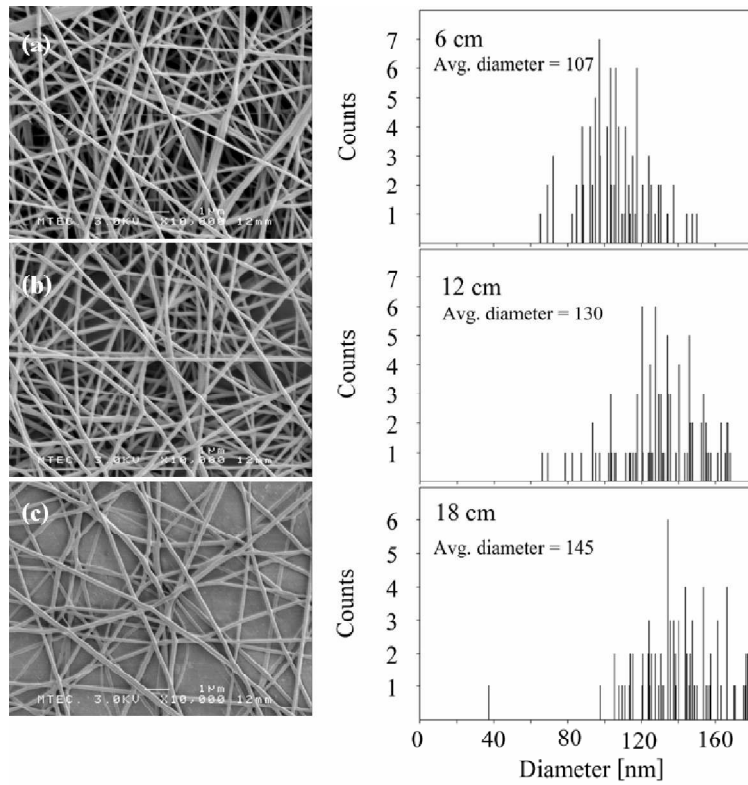 (a)
MTEC. 3.0KV X10,000 12mm
1µm
(b)
MTEC. 3.0KV X10,000 12mm
1µm
(c)
MTEC. 3.0KV X10,000 12mm
1µm
6 cm
Avg. diameter = 107
Counts
7
6
5
4
3
2
1
12 cm
Avg. diameter = 130
Counts
7
6
5
4
3
2
1
18 cm
Avg. diameter = 145
Counts
6
5
4
3
2
1
0 40 80 120 160
Diameter [nm]